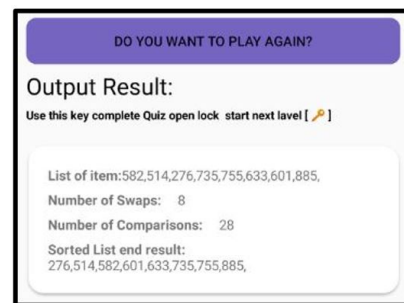 DO YOU WANT TO PLAY AGAIN?
Output Result:
Use this key complete Quiz open lock start next lavel [ 🔑 ]
List of item:582,514,276,735,755,633,601,885,
Number of Swaps: 8
Number of Comparisons: 28
Sorted List end result:
276,514,582,601,633,735,755,885,